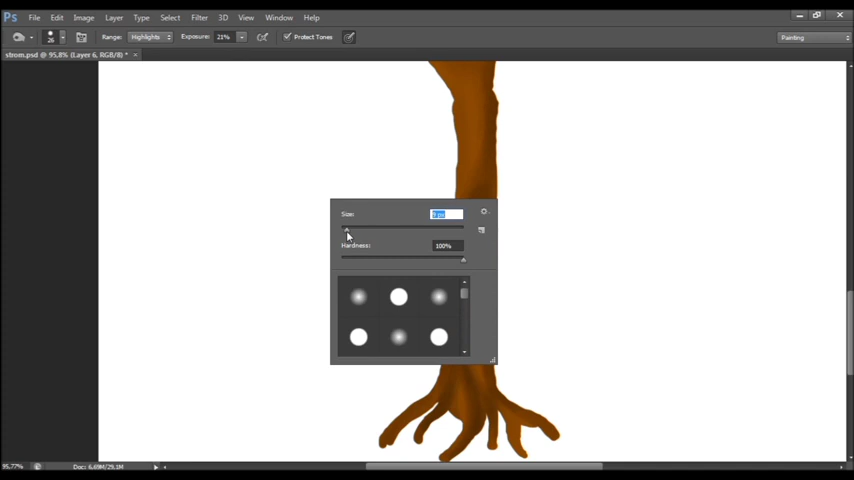 Ps File Edit Image Layer Type Select Filter 3D View Window Help
26 Range: Highlights Exposure: 21% Protect Tones Painting
strom.psd @ 95,8% (Layer 6, RGB/8) * ×
Size:
Hardness: 100%
95,77% Doc: 6,69M/29,1M